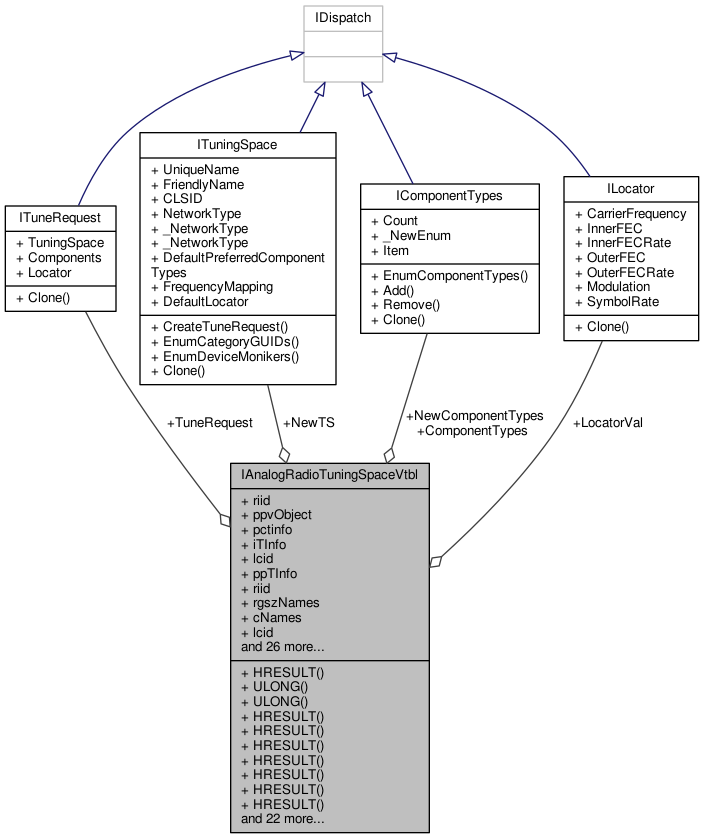 IDispatch
ITuneRequest
+ TuningSpace
+ Components
+ Locator
+ Clone()
ITuningSpace
+ UniqueName
+ FriendlyName
+ CLSID
+ NetworkType
+ _NetworkType
+ _NetworkType
+ DefaultPreferredComponent
Types
+ FrequencyMapping
+ DefaultLocator
+ CreateTuneRequest()
+ EnumCategoryGUIDs()
+ EnumDeviceMonikers()
+ Clone()
IComponentTypes
+ Count
+ _NewEnum
+ Item
+ EnumComponentTypes()
+ Add()
+ Remove()
+ Clone()
ILocator
+ CarrierFrequency
+ InnerFEC
+ InnerFECRate
+ OuterFEC
+ OuterFECRate
+ Modulation
+ SymbolRate
+ Clone()
+TuneRequest
+NewTS
+NewComponentTypes
+ComponentTypes
+LocatorVal
IAnalogRadioTuningSpaceVtbl
+ riid
+ ppvObject
+ pctinfo
+ iTInfo
+ lcid
+ ppTInfo
+ riid
+ rgszNames
+ cNames
+ lcid
and 26 more...
+ HRESULT()
+ ULONG()
+ ULONG()
+ HRESULT()
+ HRESULT()
+ HRESULT()
+ HRESULT()
+ HRESULT()
+ HRESULT()
+ HRESULT()
and 22 more...